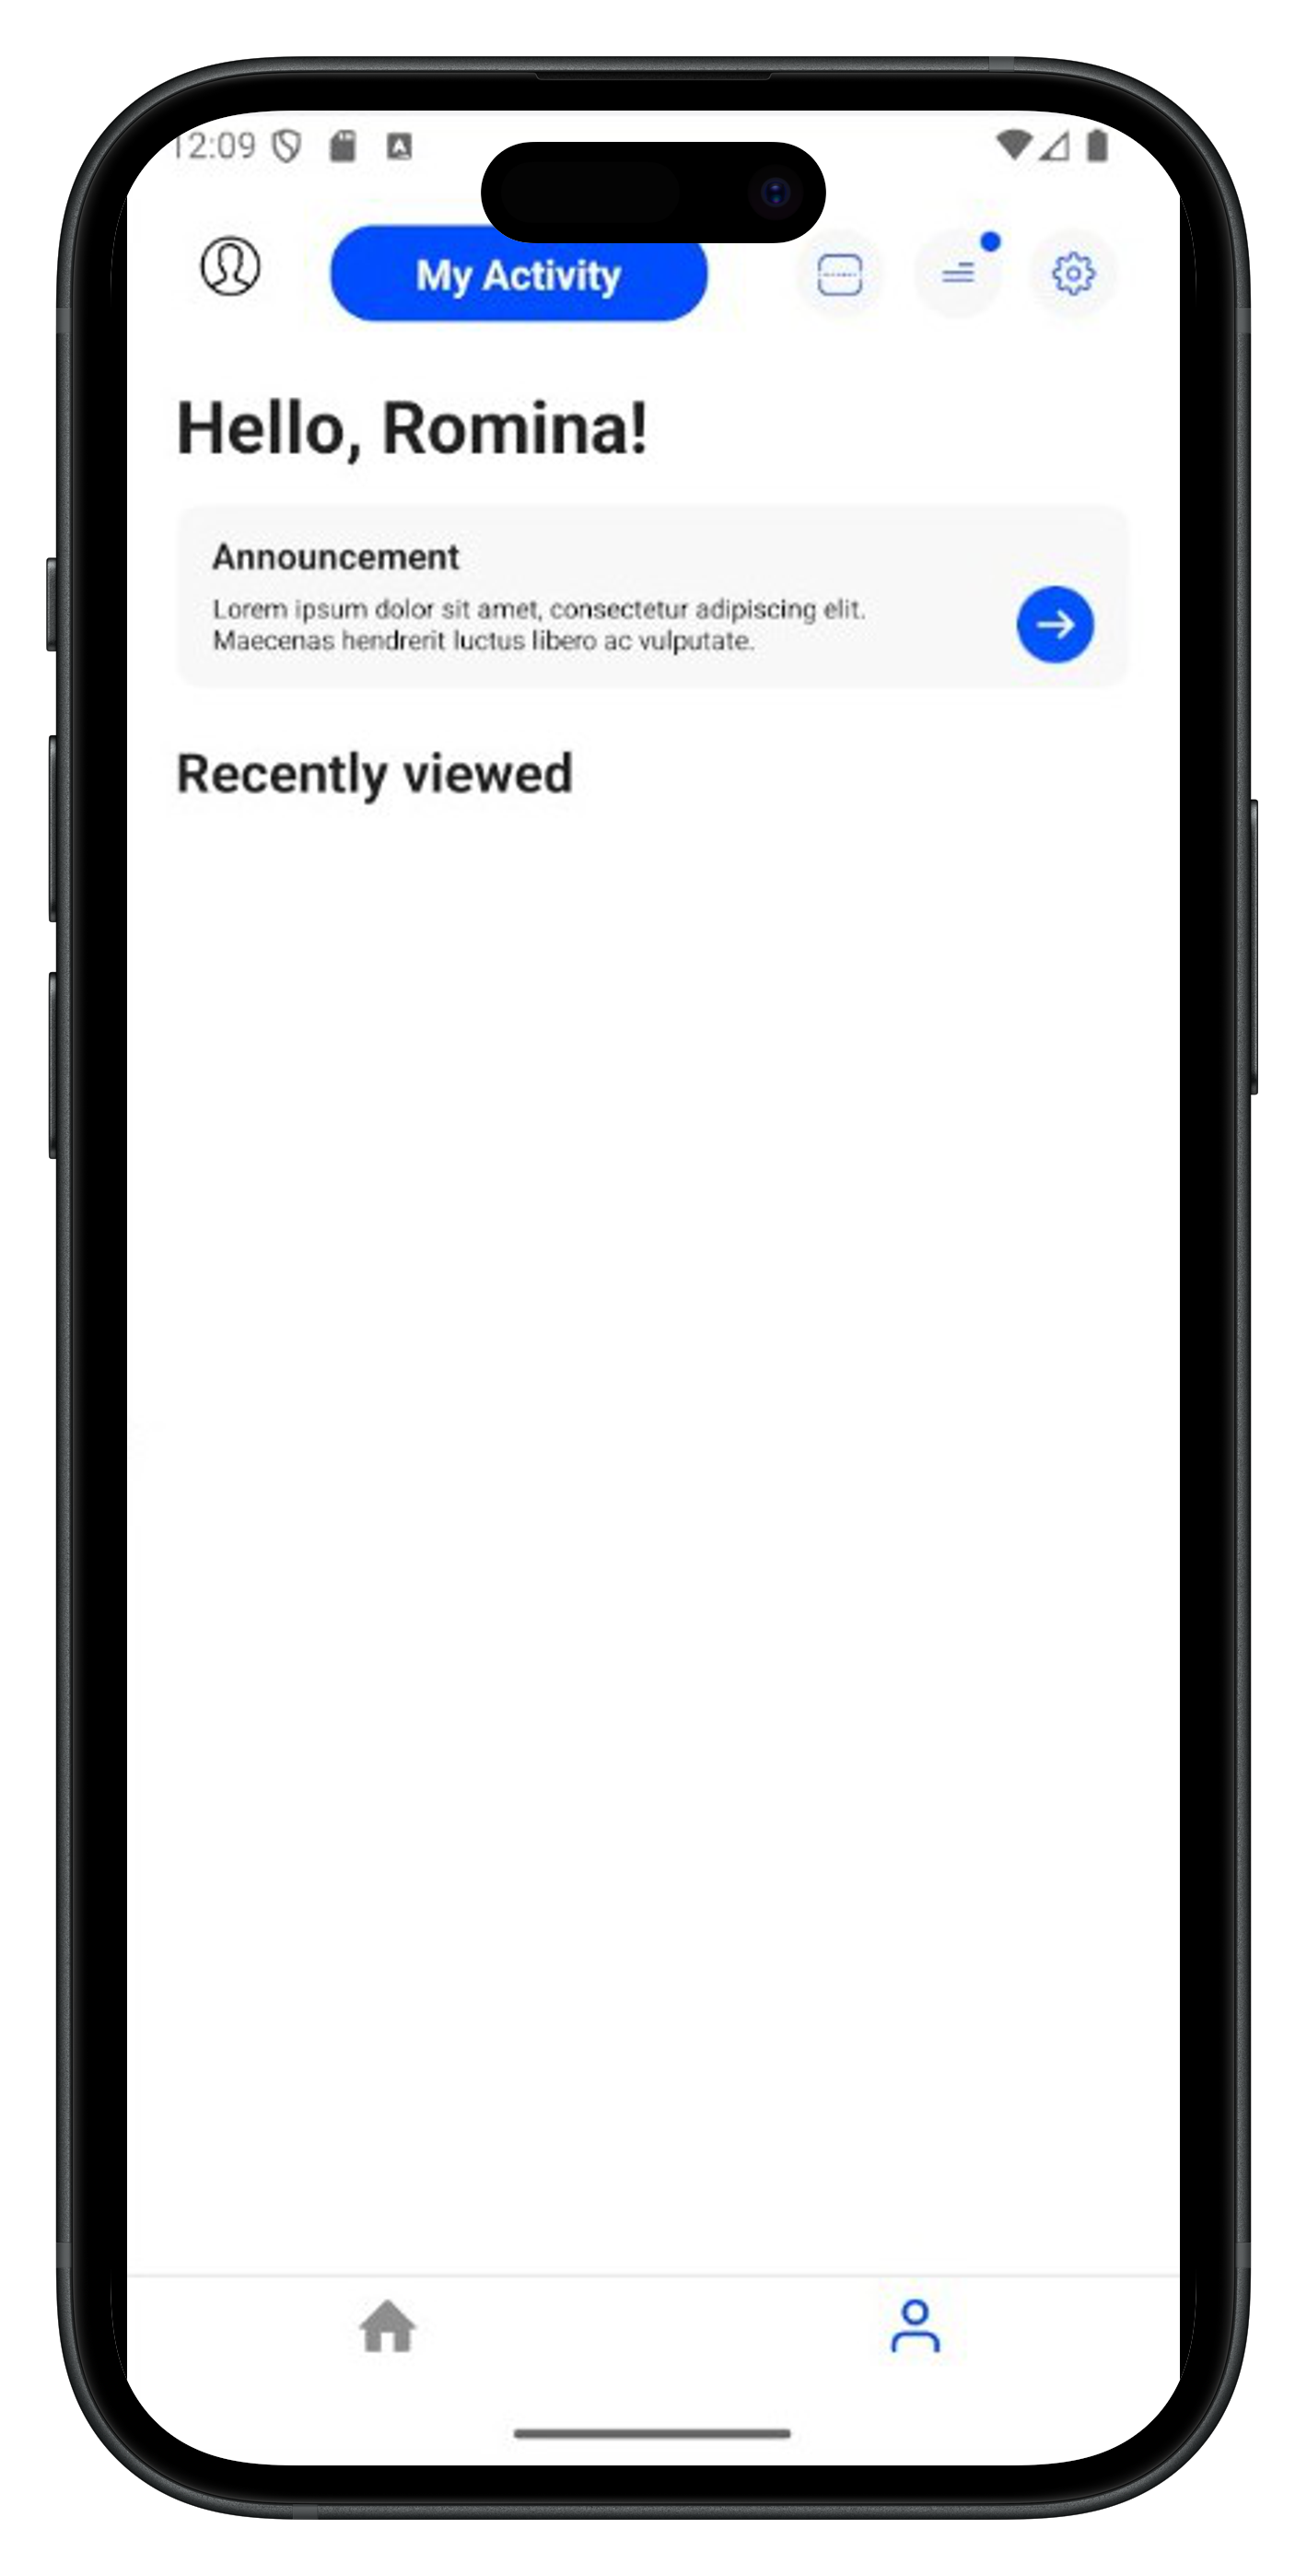 12:09
My Activity
Hello, Romina!
Announcement
Lorem ipsum dolor sit amet, consectetur adipiscing elit.
Maecenas hendrerit luctus libero ac vulputate.
Recently viewed